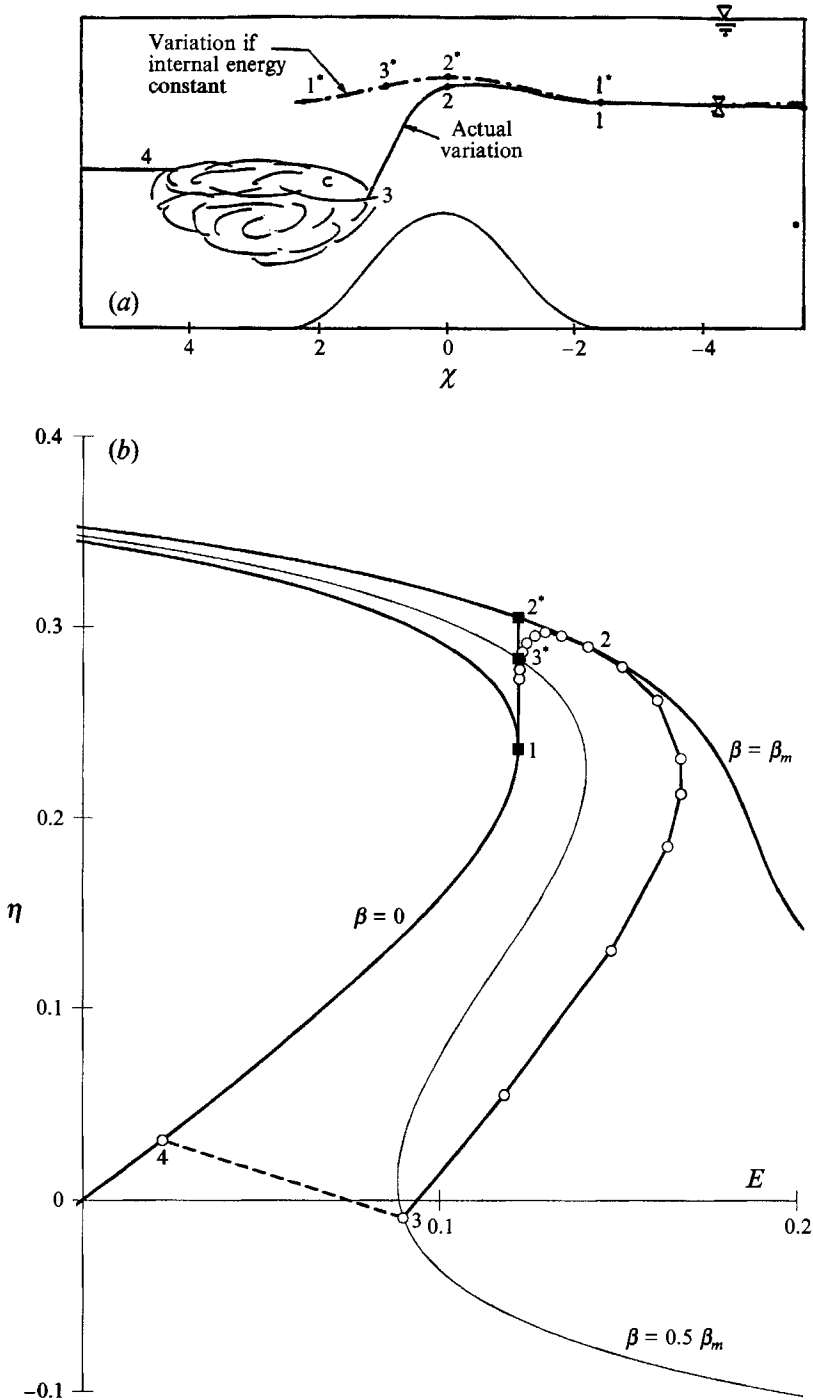 Variation if
internal energy
constant
1*
3*
2*
1*
2
1
Actual
variation
4
c
3
(a)
4
2
0
−2
−4
χ
0.4
(b)
0.3
2*
2
3*
1
β = β_m
0.2
η
β = 0
0.1
4
E
0
3
0.1
0.2
β = 0.5 β_m
−0.1